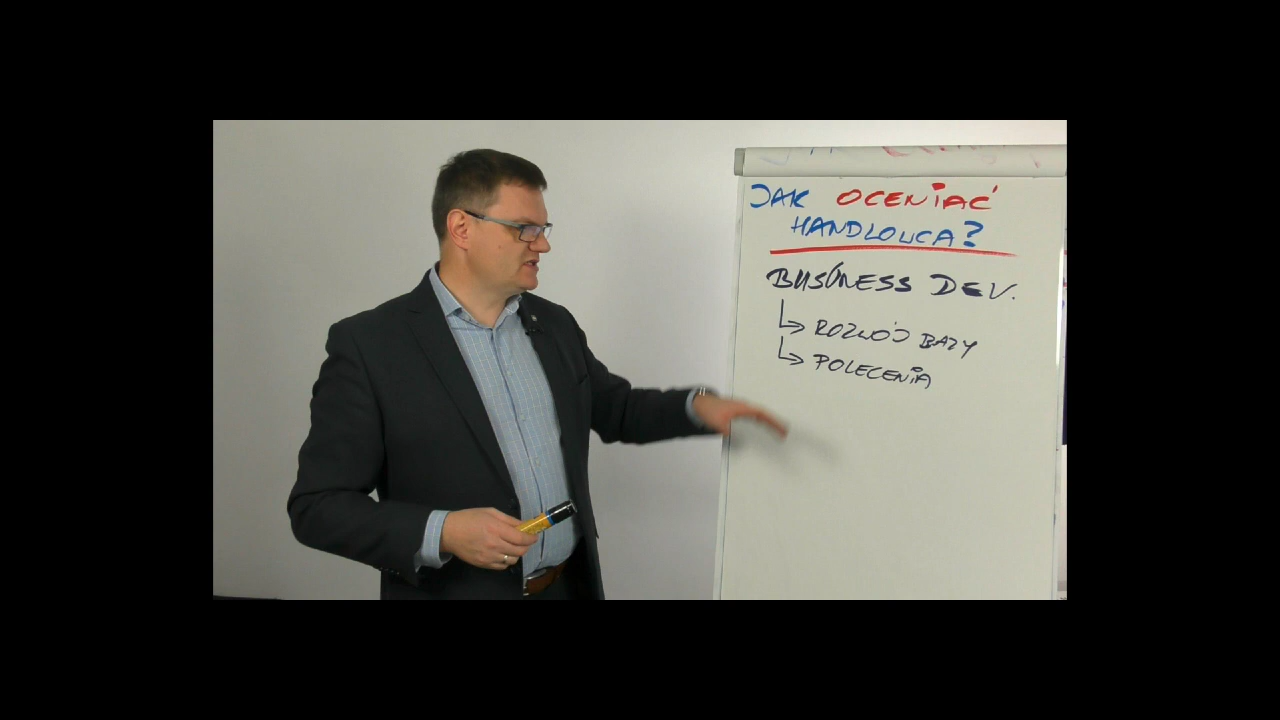 JAK OCENIAĆ
HANDLOWCA?
BUSINESS DEV.
ROZWÓJ BAZY
POLECENIA